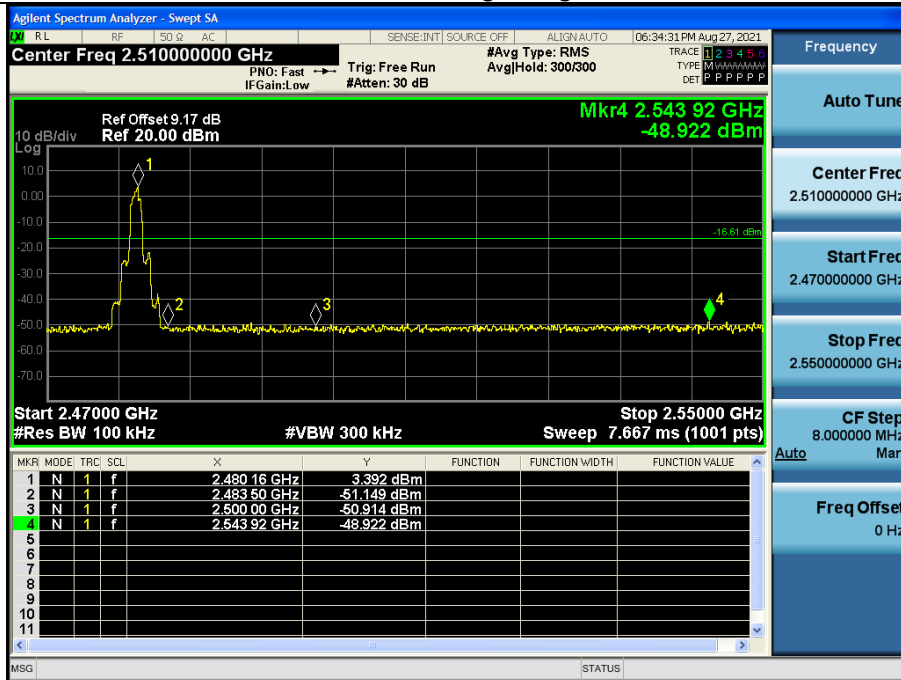 Agilent Spectrum Analyzer - Swept SA
LXI RL RF 50 Ω AC SENSE:INT SOURCE OFF ALIGN AUTO 06:34:31 PM Aug 27, 2021
Center Freq 2.510000000 GHz
PNO: Fast
IFGain:Low
Trig: Free Run
#Atten: 30 dB
#Avg Type: RMS
Avg|Hold: 300/300
TRACE 1 2 3 4 5 6
TYPE M WWWWW
DET P P P P P P
Mkr4 2.543 92 GHz
-48.922 dBm
Ref Offset 9.17 dB
10 dB/div Ref 20.00 dBm
Log
10.0
0.00
-10.0
-20.0
-30.0
-40.0
-50.0
-60.0
-70.0
1
2
3
4
-16.61 dBm
Start 2.47000 GHz Stop 2.55000 GHz
#Res BW 100 kHz #VBW 300 kHz Sweep 7.667 ms (1001 pts)
MKR MODE TRC SCL X Y FUNCTION FUNCTION WIDTH FUNCTION VALUE
1 N 1 f 2.480 16 GHz 3.392 dBm
2 N 1 f 2.483 50 GHz -51.149 dBm
3 N 1 f 2.500 00 GHz -50.914 dBm
4 N 1 f 2.543 92 GHz -48.922 dBm
5
6
7
8
9
10
11
MSG STATUS
Frequency
Auto Tune
Center Freq
2.510000000 GHz
Start Freq
2.470000000 GHz
Stop Freq
2.550000000 GHz
CF Step
8.000000 MHz
Auto Man
Freq Offset
0 Hz